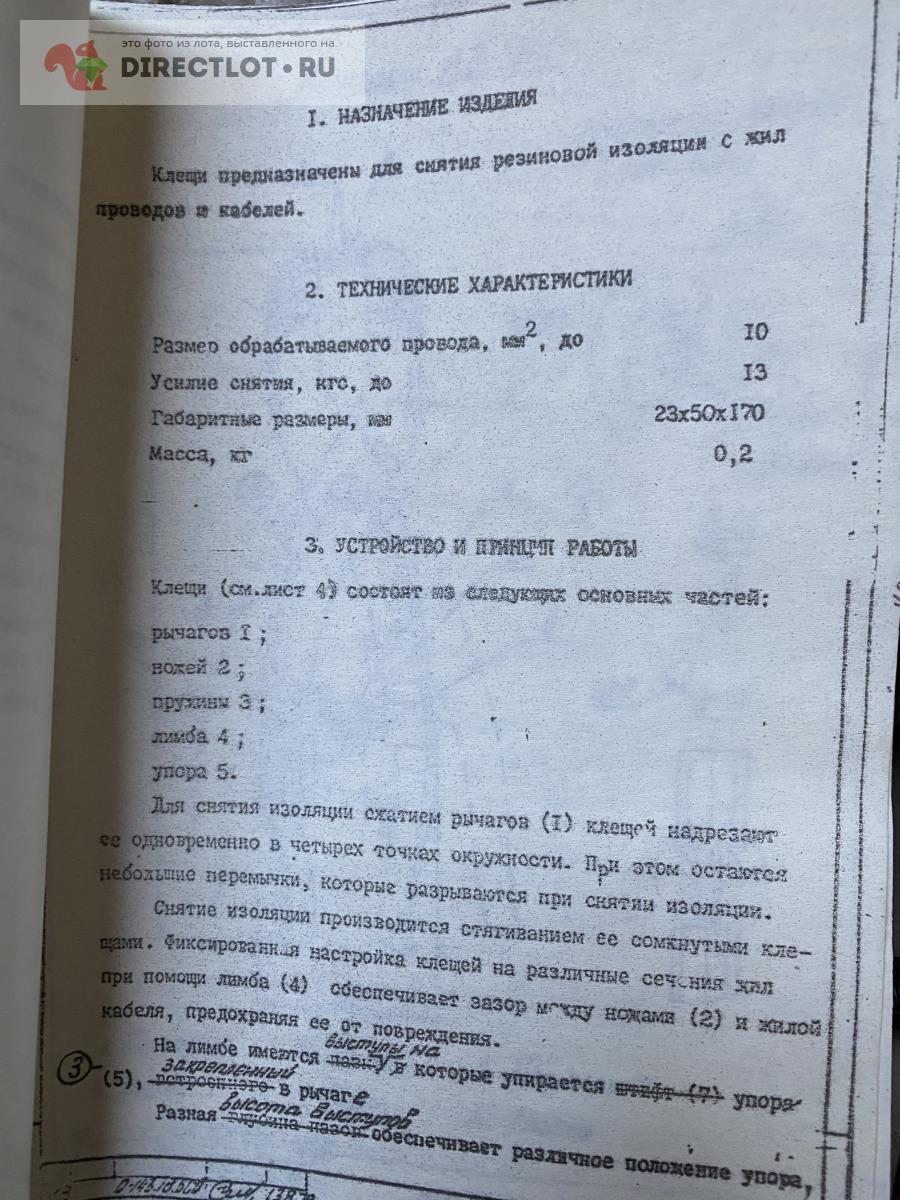 это фото из лота, выставленного на
DIRECTLOT•RU
I. НАЗНАЧЕНИЕ ИЗДЕЛИЯ
Клещи предназначены для снятия резиновой изоляции с жил
проводов и кабелей.
2. ТЕХНИЧЕСКИЕ ХАРАКТЕРИСТИКИ
Размер обрабатываемого провода, мм², до I0
Усилие снятия, кгс, до I3
Габаритные размеры, мм 23х50хI70
Масса, кг 0,2
3. УСТРОЙСТВО И ПРИНЦИП РАБОТЫ
Клещи (см.лист 4) состоят из следующих основных частей:
рычагов I;
ножей 2;
пружины 3;
лимба 4;
упора 5.
Для снятия изоляции сжатием рычагов (I) клещей надрезают
ее одновременно в четырех точках окружности. При этом остаются
небольшие перемычки, которые разрываются при снятии изоляции.
Снятие изоляции производится стягиванием ее сомкнутыми кле-
щами. Фиксированная настройка клещей на различные сечения жил
при помощи лимба (4) обеспечивает зазор между ножами (2) и жилой
кабеля, предохраняя ее от повреждения.
выступы на
На лимбе имеются пазы, в которые упирается штифт (7) упора
закрепленный
3 (5), встроенного в рычаге
высота выступов
Разная глубина пазов обеспечивает различное положение упора,